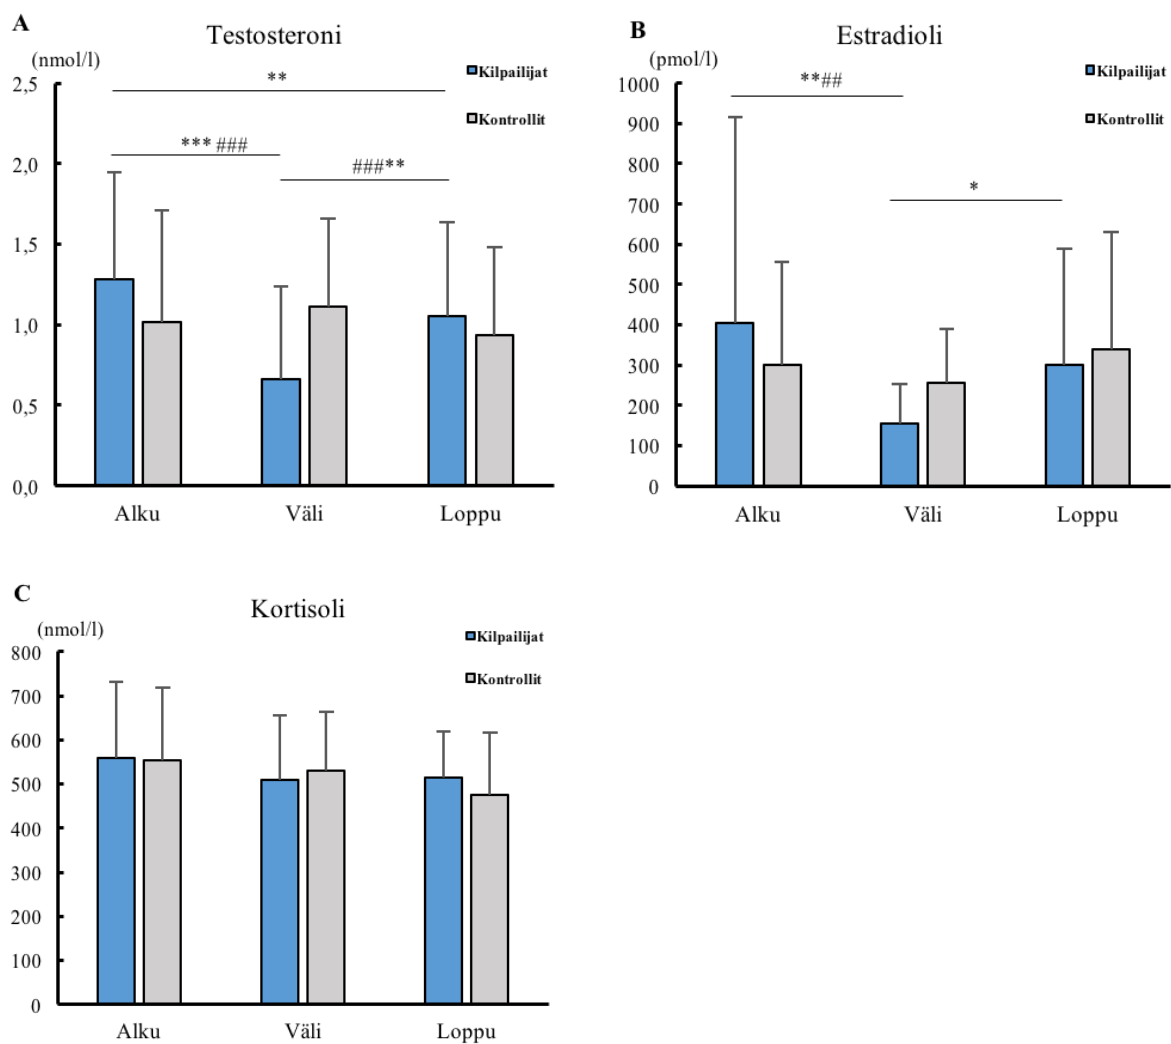 A
Testosteroni
(nmol/l)
Kilpailijat
Kontrollit
2,5
2,0
1,5
1,0
0,5
0,0
**
*** ###
###**
Alku Väli Loppu
B
Estradioli
(pmol/l)
Kilpailijat
Kontrollit
1000
900
800
700
600
500
400
300
200
100
0
**##
*
Alku Väli Loppu
C
Kortisoli
(nmol/l)
Kilpailijat
Kontrollit
800
700
600
500
400
300
200
100
0
Alku Väli Loppu